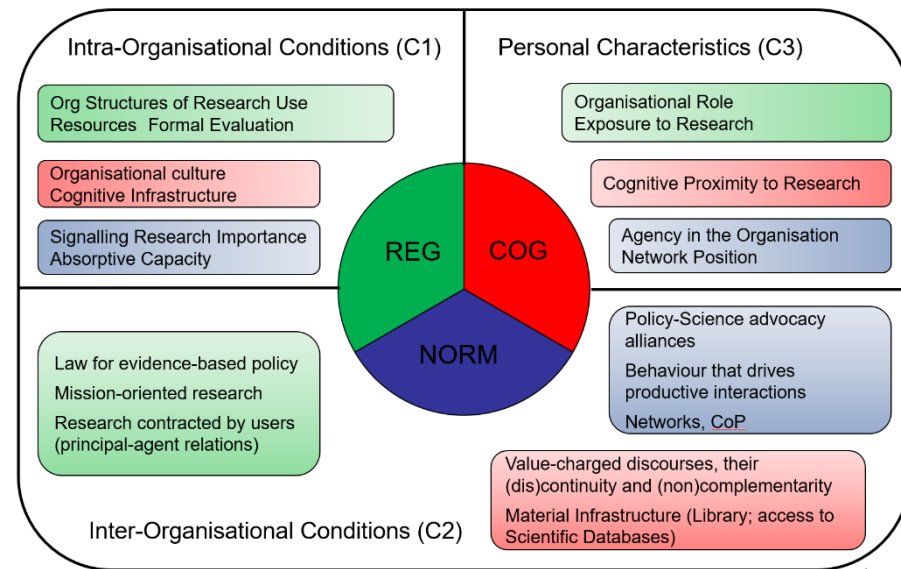 Intra-Organisational Conditions (C1)
Org Structures of Research Use
Resources Formal Evaluation
Organisational culture
Cognitive Infrastructure
Signalling Research Importance
Absorptive Capacity
Personal Characteristics (C3)
Organisational Role
Exposure to Research
Cognitive Proximity to Research
Agency in the Organisation
Network Position
REG
COG
NORM
Law for evidence-based policy
Mission-oriented research
Research contracted by users
(principal-agent relations)
Policy-Science advocacy
alliances
Behaviour that drives
productive interactions
Networks, CoP
Value-charged discourses, their
(dis)continuity and (non)complementarity
Material Infrastructure (Library; access to
Scientific Databases)
Inter-Organisational Conditions (C2)